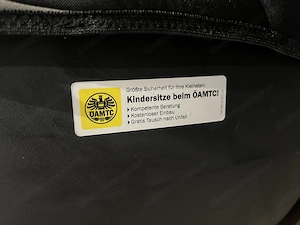 Größte Sicherheit für Ihre Kleinsten.
Kindersitze beim ÖAMTC!
▸ Kompetente Beratung
▸ Kostenloser Einbau
▸ Gratis Tausch nach Unfall
ÖAMTC